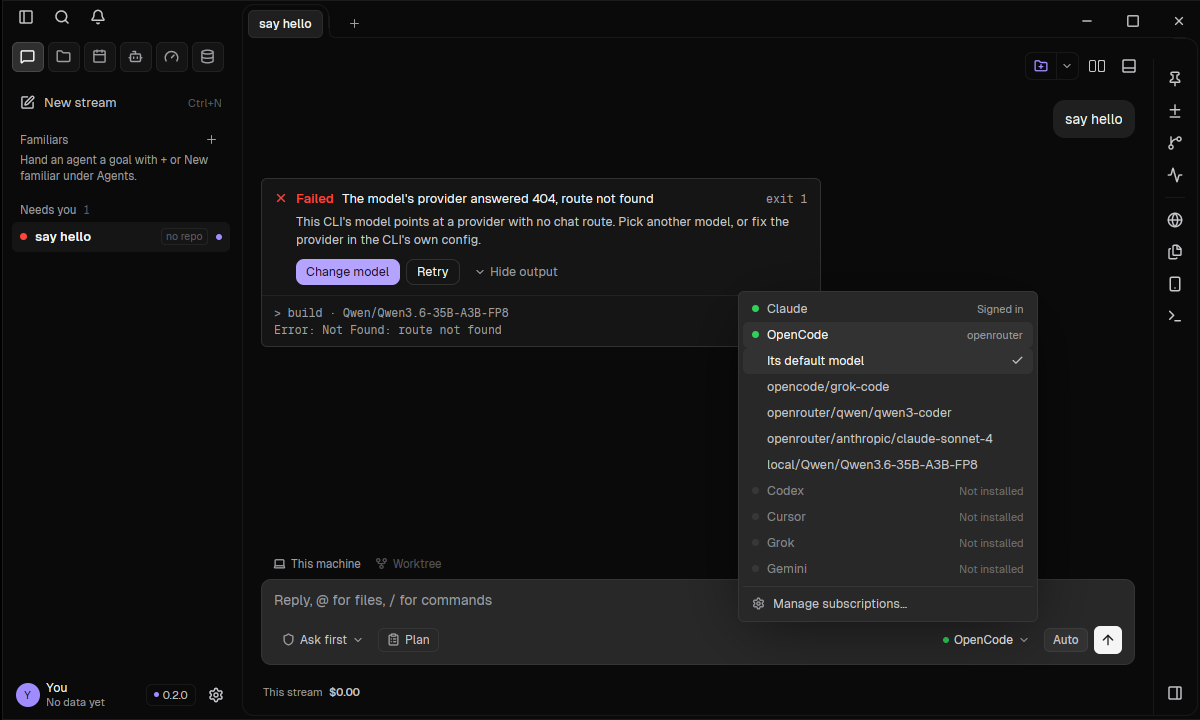 say hello
New stream
Ctrl+N
Familiars
Hand an agent a goal with + or New
familiar under Agents.
Needs you 1
say hello
no repo
say hello
Failed The model's provider answered 404, route not found
exit 1
This CLI's model points at a provider with no chat route. Pick another model, or fix the
provider in the CLI's own config.
Change model
Retry
Hide output
> build · Qwen/Qwen3.6-35B-A3B-FP8
Error: Not Found: route not found
Claude
Signed in
OpenCode
openrouter
Its default model
opencode/grok-code
openrouter/qwen/qwen3-coder
openrouter/anthropic/claude-sonnet-4
local/Qwen/Qwen3.6-35B-A3B-FP8
Codex
Not installed
Cursor
Not installed
Grok
Not installed
Gemini
Not installed
Manage subscriptions…
This machine
Worktree
Reply, @ for files, / for commands
Ask first
Plan
OpenCode
Auto
This stream $0.00
Y
You
No data yet
0.2.0